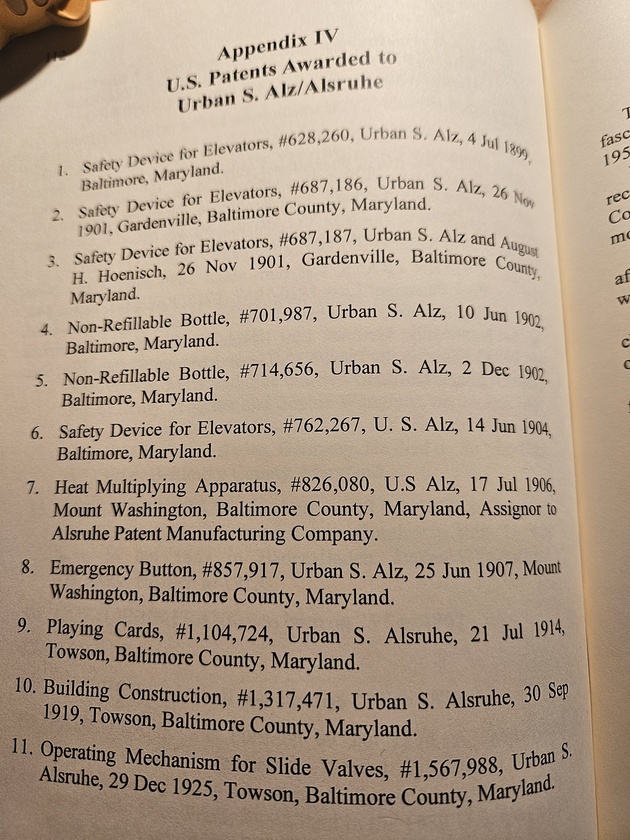 Appendix IV
U.S. Patents Awarded to
Urban S. Alz/Alsruhe
1. Safety Device for Elevators, #628,260, Urban S. Alz, 4 Jul 1899,
Baltimore, Maryland.
2. Safety Device for Elevators, #687,186, Urban S. Alz, 26 Nov
1901, Gardenville, Baltimore County, Maryland.
3. Safety Device for Elevators, #687,187, Urban S. Alz and August
H. Hoenisch, 26 Nov 1901, Gardenville, Baltimore County,
Maryland.
4. Non-Refillable Bottle, #701,987, Urban S. Alz, 10 Jun 1902,
Baltimore, Maryland.
5. Non-Refillable Bottle, #714,656, Urban S. Alz, 2 Dec 1902,
Baltimore, Maryland.
6. Safety Device for Elevators, #762,267, U. S. Alz, 14 Jun 1904,
Baltimore, Maryland.
7. Heat Multiplying Apparatus, #826,080, U.S Alz, 17 Jul 1906,
Mount Washington, Baltimore County, Maryland, Assignor to
Alsruhe Patent Manufacturing Company.
8. Emergency Button, #857,917, Urban S. Alz, 25 Jun 1907, Mount
Washington, Baltimore County, Maryland.
9. Playing Cards, #1,104,724, Urban S. Alsruhe, 21 Jul 1914,
Towson, Baltimore County, Maryland.
10. Building Construction, #1,317,471, Urban S. Alsruhe, 30 Sep
1919, Towson, Baltimore County, Maryland.
11. Operating Mechanism for Slide Valves, #1,567,988, Urban S.
Alsruhe, 29 Dec 1925, Towson, Baltimore County, Maryland.